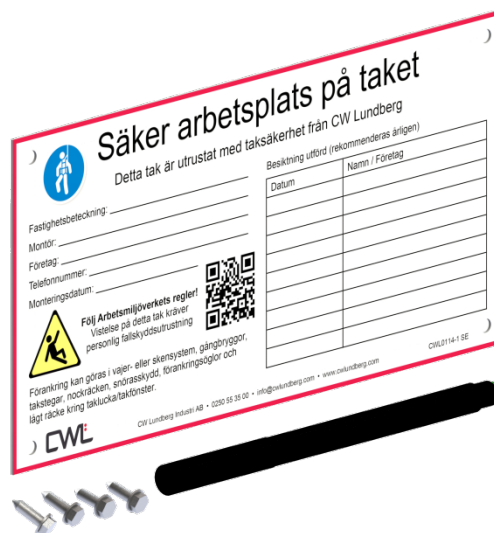 Säker arbetsplats på taket
Detta tak är utrustat med taksäkerhet från CW Lundberg
Fastighetsbeteckning:
Montör:
Företag:
Telefonnummer:
Monteringsdatum:
Följ Arbetsmiljöverkets regler!
Vistelse på detta tak kräver
personlig fallskyddsutrustning
Förankring kan göras i vajer- eller skensystem, gångbryggor,
takstegar, nockräcken, snörasskydd, förankringsöglor och
lågt räcke kring taklucka/takfönster.
Besiktning utförd (rekommenderas årligen)
Datum Namn / Företag
CWL
CW Lundberg Industri AB • 0250 55 35 00 • info@cwlundberg.com • www.cwlundberg.com
CWL0114-1 SE